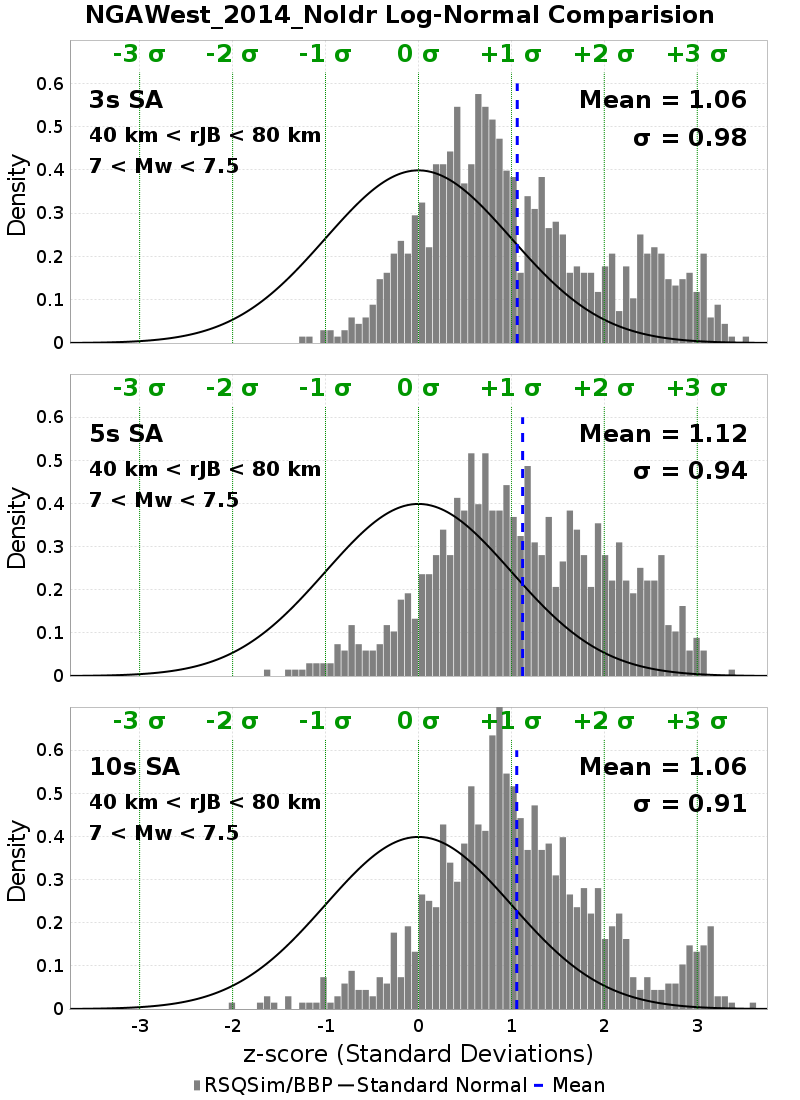 NGAWest_2014_NoIdr Log-Normal Comparision
-3 σ -2 σ -1 σ 0 σ +1 σ +2 σ +3 σ
3s SA
40 km < rJB < 80 km
7 < Mw < 7.5
Mean = 1.06
σ = 0.98
Density
0.6
0.5
0.4
0.3
0.2
0.1
0
-3 σ -2 σ -1 σ 0 σ +1 σ +2 σ +3 σ
5s SA
40 km < rJB < 80 km
7 < Mw < 7.5
Mean = 1.12
σ = 0.94
Density
0.6
0.5
0.4
0.3
0.2
0.1
0
-3 σ -2 σ -1 σ 0 σ +1 σ +2 σ +3 σ
10s SA
40 km < rJB < 80 km
7 < Mw < 7.5
Mean = 1.06
σ = 0.91
Density
0.6
0.5
0.4
0.3
0.2
0.1
0
-3 -2 -1 0 1 2 3
z-score (Standard Deviations)
RSQSim/BBP Standard Normal Mean